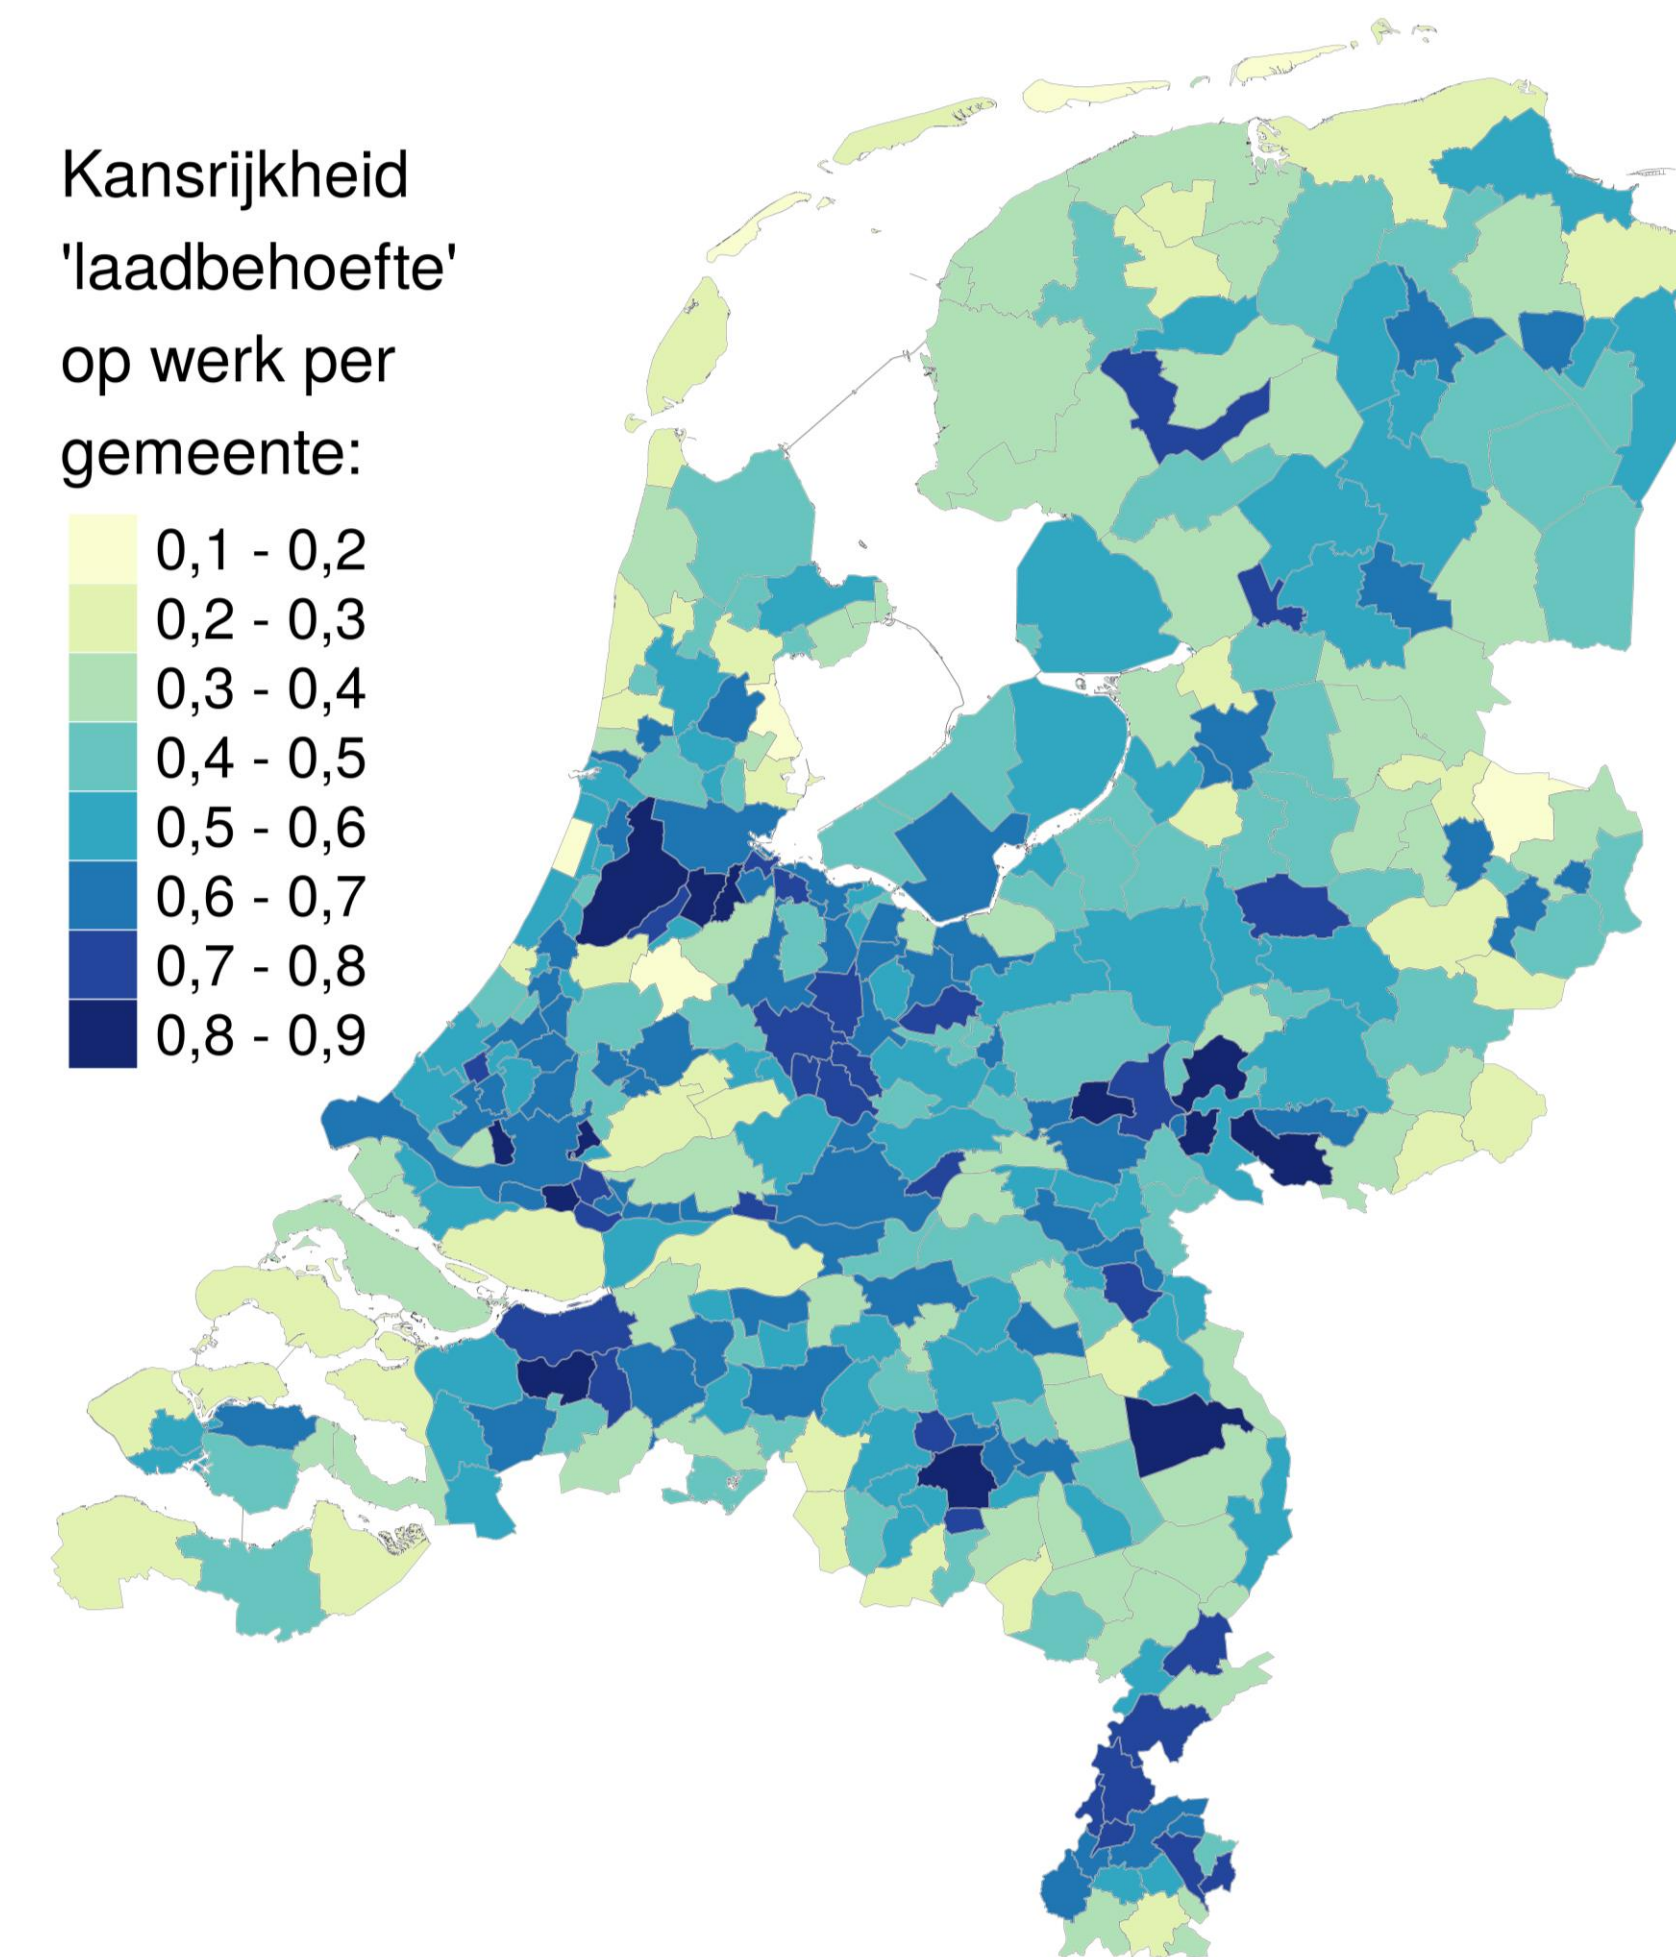 Kansrijkheid
'laadbehoefte'
op werk per
gemeente:
0,1 - 0,2
0,2 - 0,3
0,3 - 0,4
0,4 - 0,5
0,5 - 0,6
0,6 - 0,7
0,7 - 0,8
0,8 - 0,9